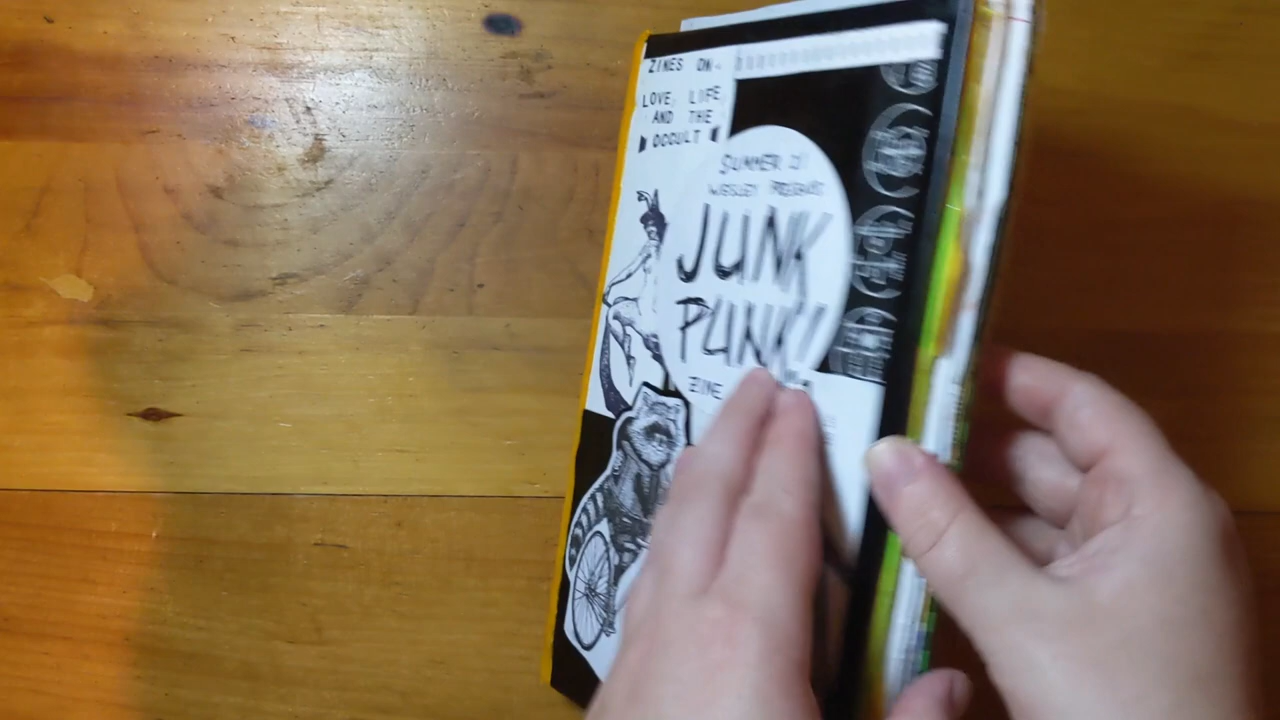 ZINES ON-
LOVE, LIFE
AND THE
OCCULT
SUMMER 21
WESLEY PRESENTS
JUNK
PUNK!
ZINE